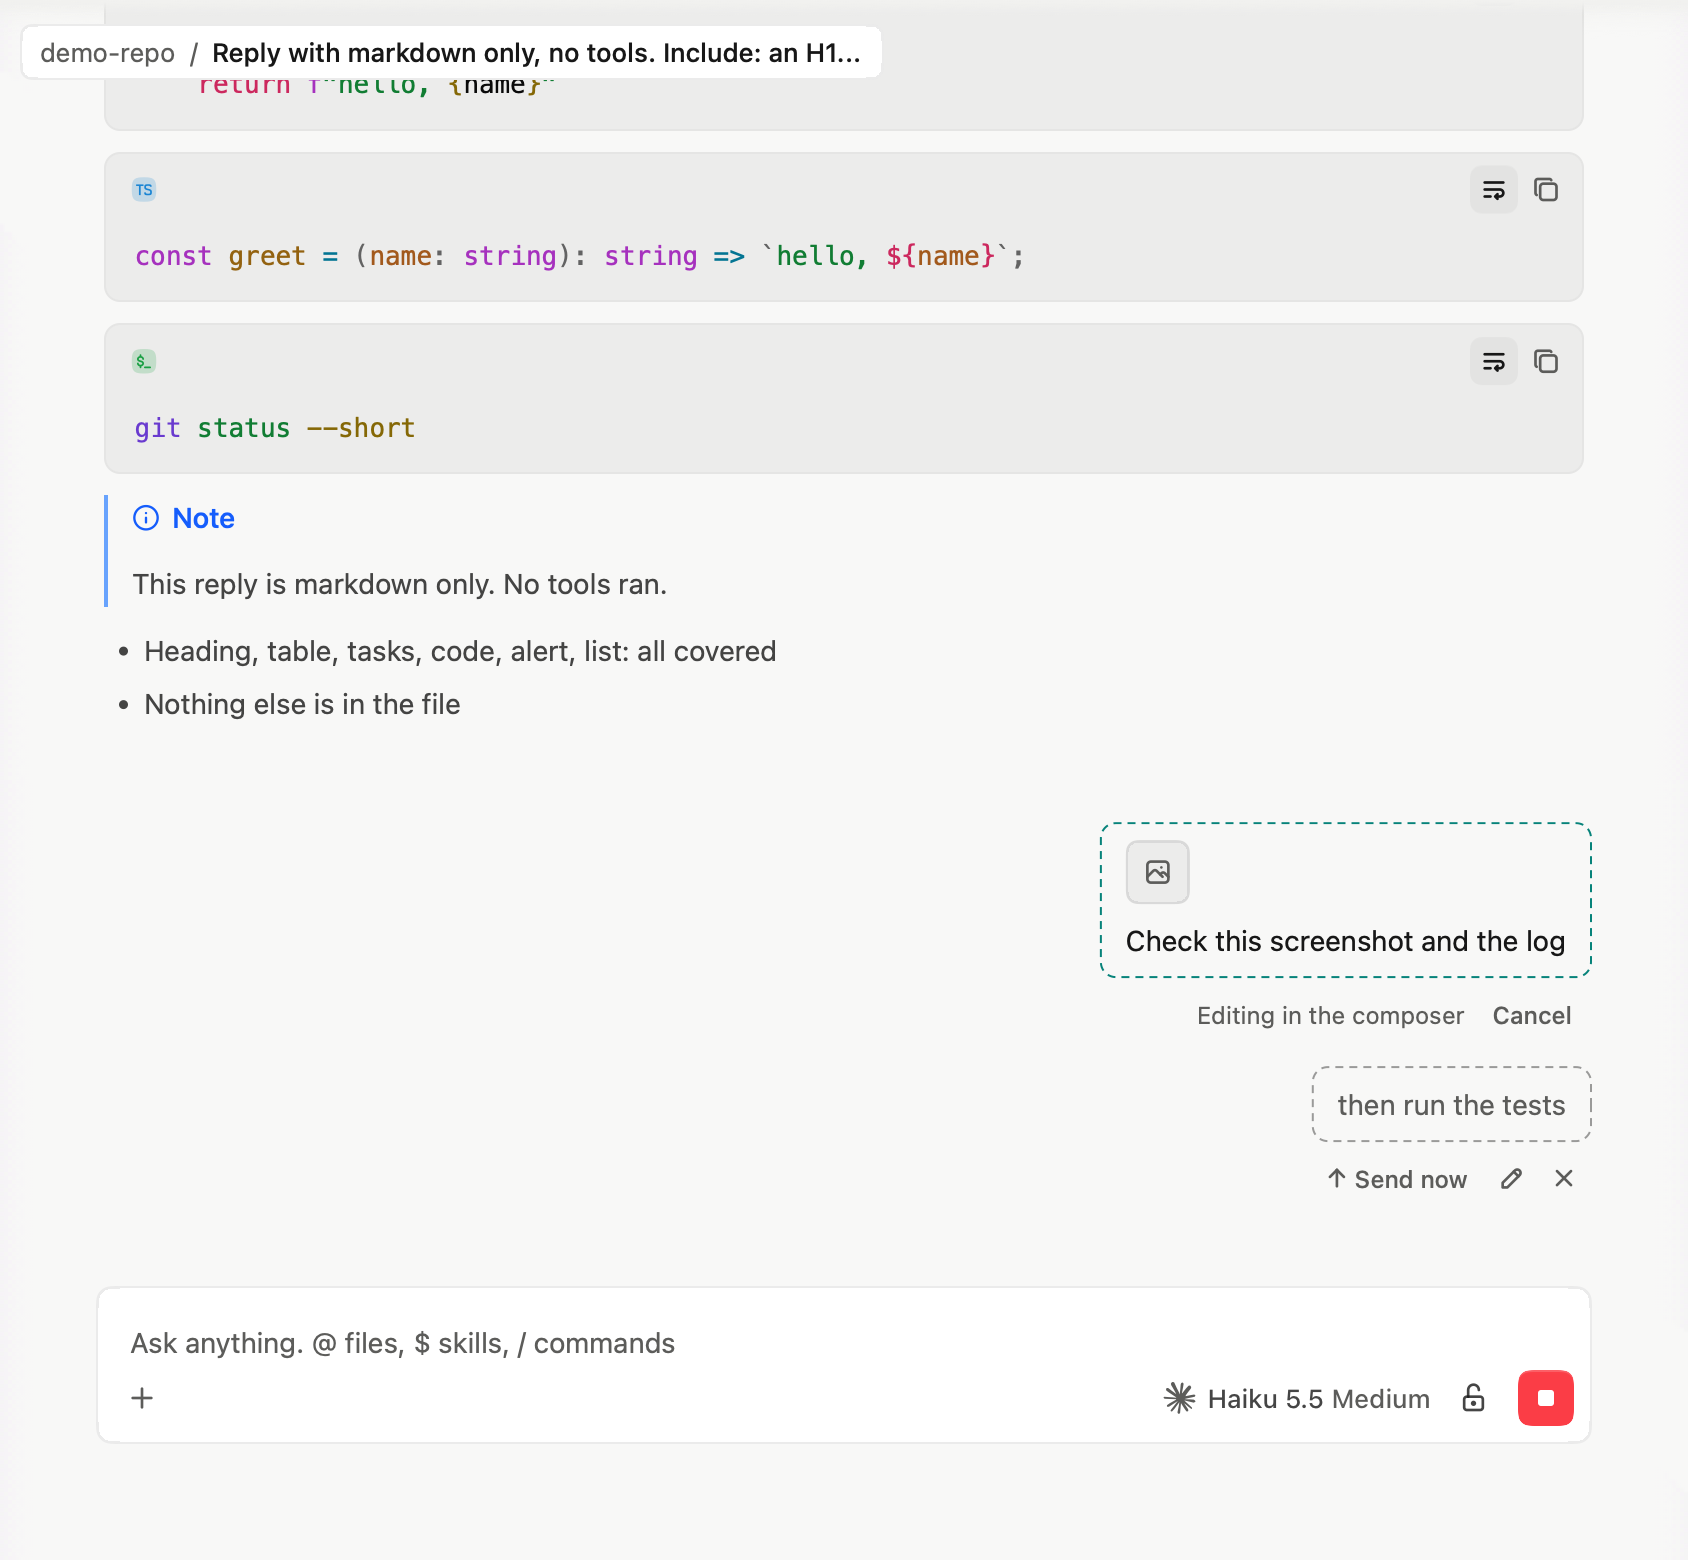 demo-repo / Reply with markdown only, no tools. Include: an H1...
return f"hello, {name}"
TS
const greet = (name: string): string => `hello, ${name}`;
$_
git status --short
Note
This reply is markdown only. No tools ran.
• Heading, table, tasks, code, alert, list: all covered
• Nothing else is in the file
Check this screenshot and the log
Editing in the composer Cancel
then run the tests
↑ Send now
Ask anything. @ files, $ skills, / commands
+ Haiku 5.5 Medium